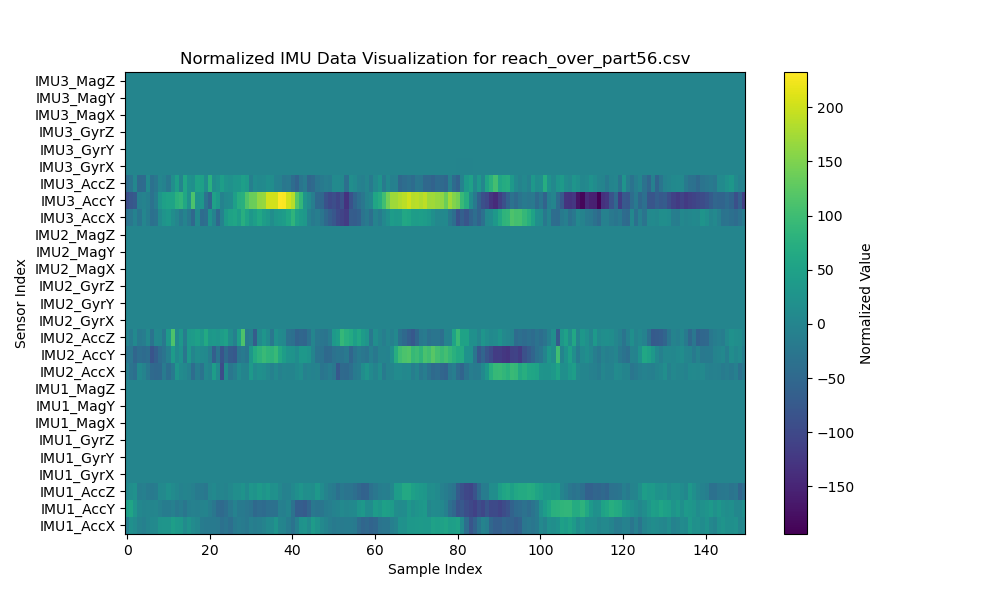 Normalized IMU Data Visualization for reach_over_part56.csv
IMU3_MagZ
IMU3_MagY
IMU3_MagX
IMU3_GyrZ
IMU3_GyrY
IMU3_GyrX
IMU3_AccZ
IMU3_AccY
IMU3_AccX
IMU2_MagZ
IMU2_MagY
IMU2_MagX
IMU2_GyrZ
IMU2_GyrY
IMU2_GyrX
IMU2_AccZ
IMU2_AccY
IMU2_AccX
IMU1_MagZ
IMU1_MagY
IMU1_MagX
IMU1_GyrZ
IMU1_GyrY
IMU1_GyrX
IMU1_AccZ
IMU1_AccY
IMU1_AccX
Sensor Index
0 20 40 60 80 100 120 140
Sample Index
200
150
100
50
0
−50
−100
−150
Normalized Value